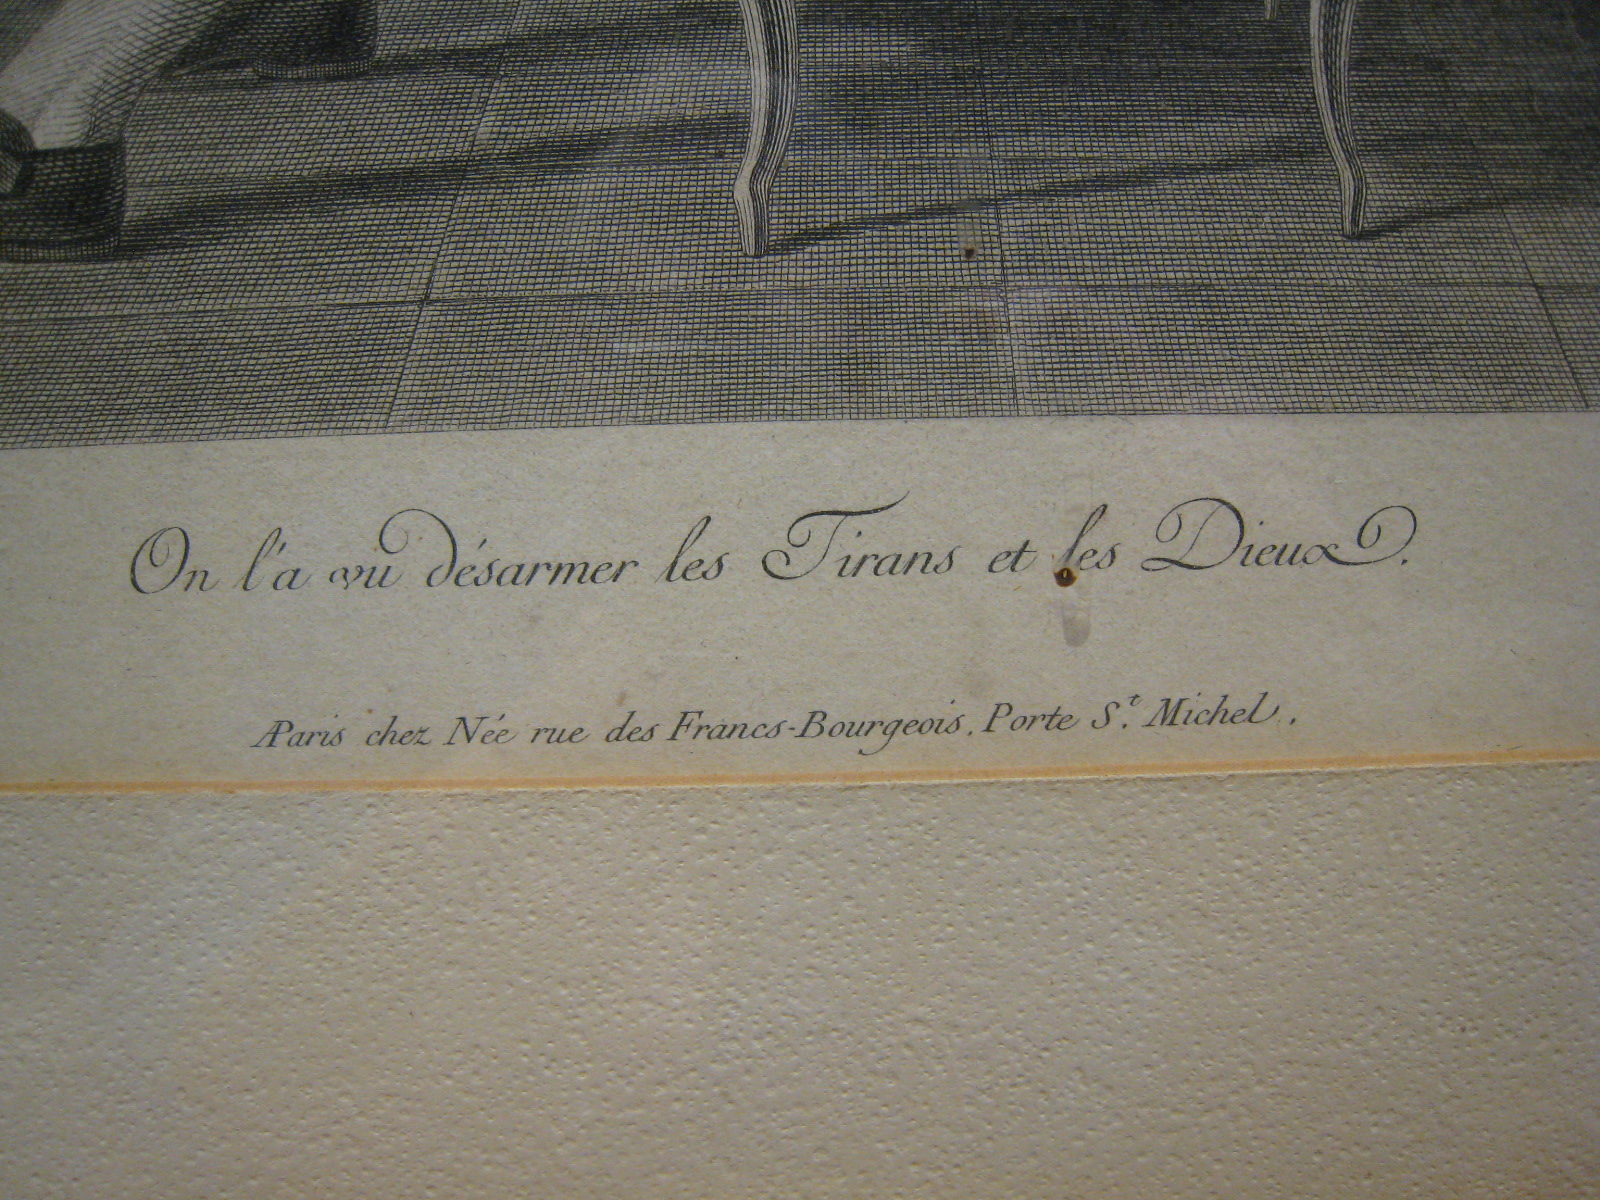 On l'a vu désarmer les Tirans et les Dieux.
A Paris chez Née rue des Francs-Bourgeois, Porte S.t Michel.